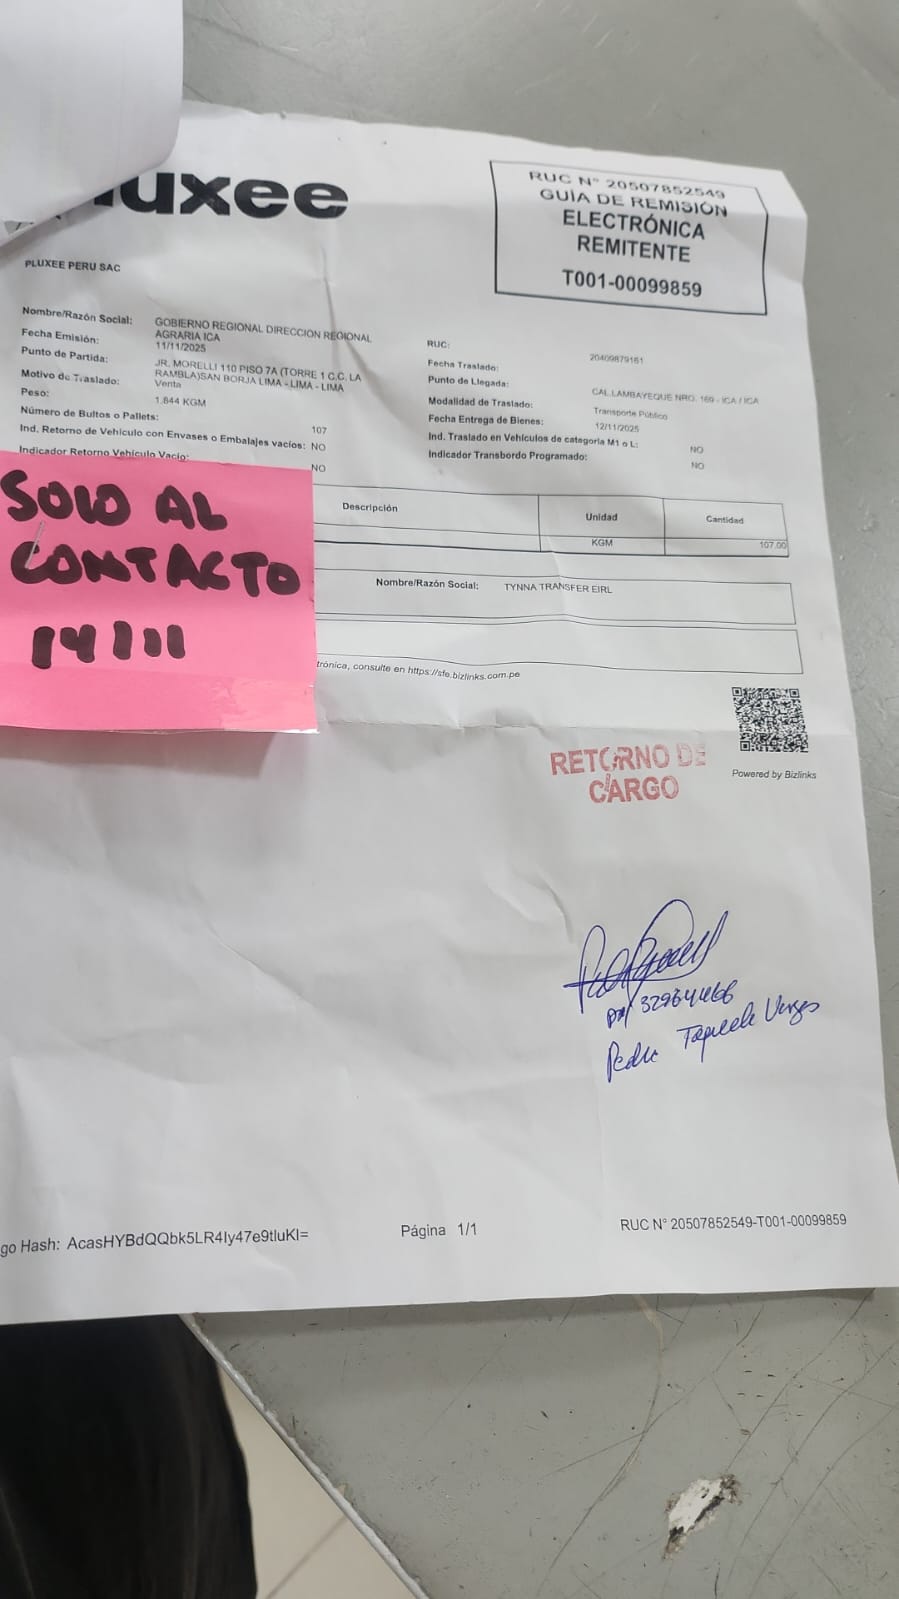 luxee
RUC N° 20507852549
GUÍA DE REMISIÓN
ELECTRÓNICA
REMITENTE
T001-00099859
PLUXEE PERU SAC
Nombre/Razón Social: GOBIERNO REGIONAL DIRECCION REGIONAL
AGRARIA ICA
Fecha Emisión: 11/11/2025
Punto de Partida: JR. MORELLI 110 PISO 7A (TORRE 1 C.C. LA
RAMBLA)SAN BORJA LIMA - LIMA - LIMA
Motivo de Traslado: Venta
Peso: 1.844 KGM
Número de Bultos o Pallets: 107
Ind. Retorno de Vehículo con Envases o Embalajes vacíos: NO
Indicador Retorno Vehículo Vacío: NO
RUC: 20409879161
Fecha Traslado:
Punto de Llegada: CAL.LAMBAYEQUE NRO. 169 - ICA / ICA
Modalidad de Traslado: Transporte Público
Fecha Entrega de Bienes: 12/11/2025
Ind. Traslado en Vehículos de categoría M1 o L: NO
Indicador Transbordo Programado: NO
SOLO AL
CONTACTO
14/11
Descripción Unidad Cantidad
KGM 107.00
Nombre/Razón Social: TYNNA TRANSFER EIRL
trónica, consulte en https://sfe.bizlinks.com.pe
RETORNO DE
CARGO
Powered by Bizlinks
Pedro
go Hash: AcasHYBdQQbk5LR4Iy47e9tluKI=
Página 1/1
RUC N° 20507852549-T001-00099859